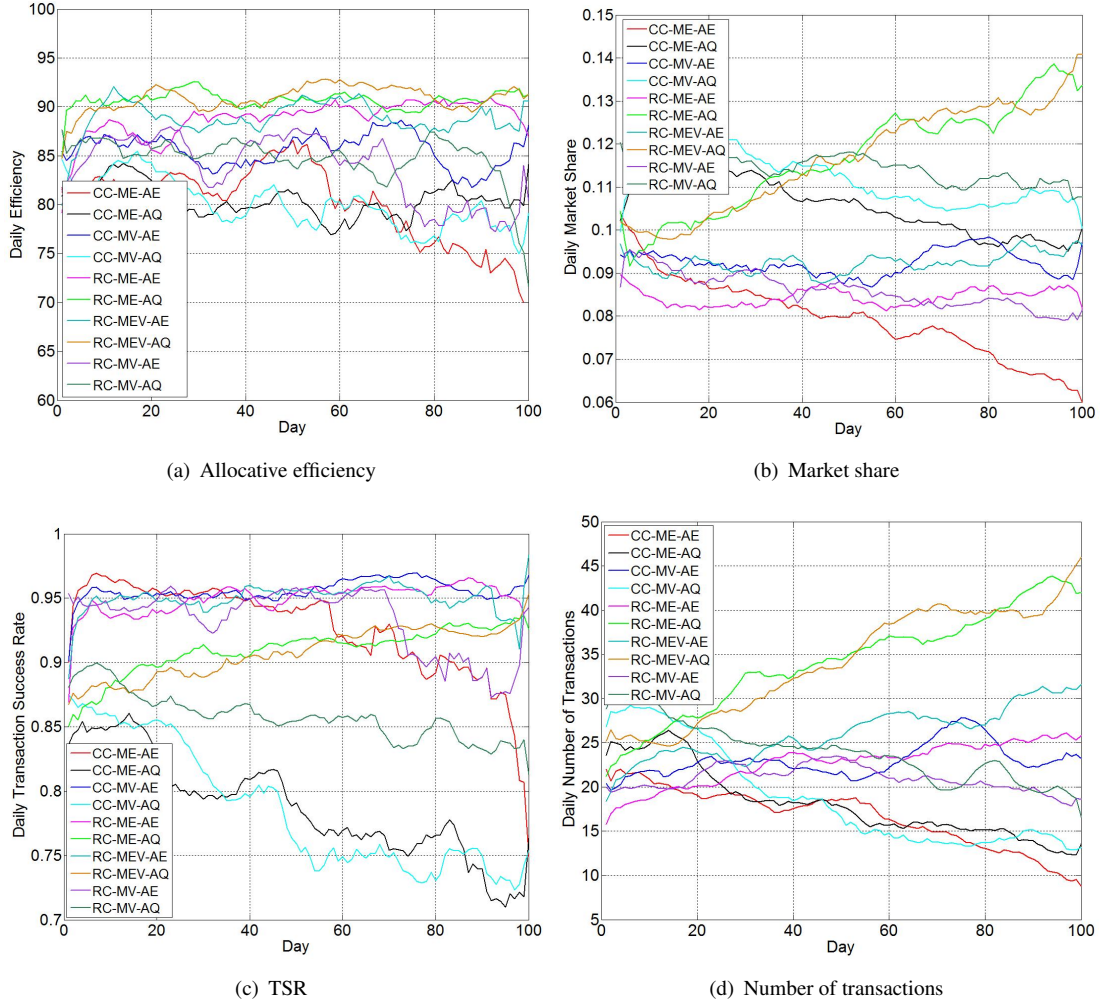 100
95
90
85
80
75
70
65
60
0
20
40
60
80
100
Daily Efficiency
Day
CC-ME-AE
CC-ME-AQ
CC-MV-AE
CC-MV-AQ
RC-ME-AE
RC-ME-AQ
RC-MEV-AE
RC-MEV-AQ
RC-MV-AE
RC-MV-AQ
(a) Allocative efficiency
0.15
0.14
0.13
0.12
0.11
0.1
0.09
0.08
0.07
0.06
0
20
40
60
80
100
Daily Market Share
Day
CC-ME-AE
CC-ME-AQ
CC-MV-AE
CC-MV-AQ
RC-ME-AE
RC-ME-AQ
RC-MEV-AE
RC-MEV-AQ
RC-MV-AE
RC-MV-AQ
(b) Market share
1
0.95
0.9
0.85
0.8
0.75
0.7
0
20
40
60
80
100
Daily Transaction Success Rate
Day
CC-ME-AE
CC-ME-AQ
CC-MV-AE
CC-MV-AQ
RC-ME-AE
RC-ME-AQ
RC-MEV-AE
RC-MEV-AQ
RC-MV-AE
RC-MV-AQ
(c) TSR
50
45
40
35
30
25
20
15
10
5
0
20
40
60
80
100
Daily Number of Transactions
Day
CC-ME-AE
CC-ME-AQ
CC-MV-AE
CC-MV-AQ
RC-ME-AE
RC-ME-AQ
RC-MEV-AE
RC-MEV-AQ
RC-MV-AE
RC-MV-AQ
(d) Number of transactions